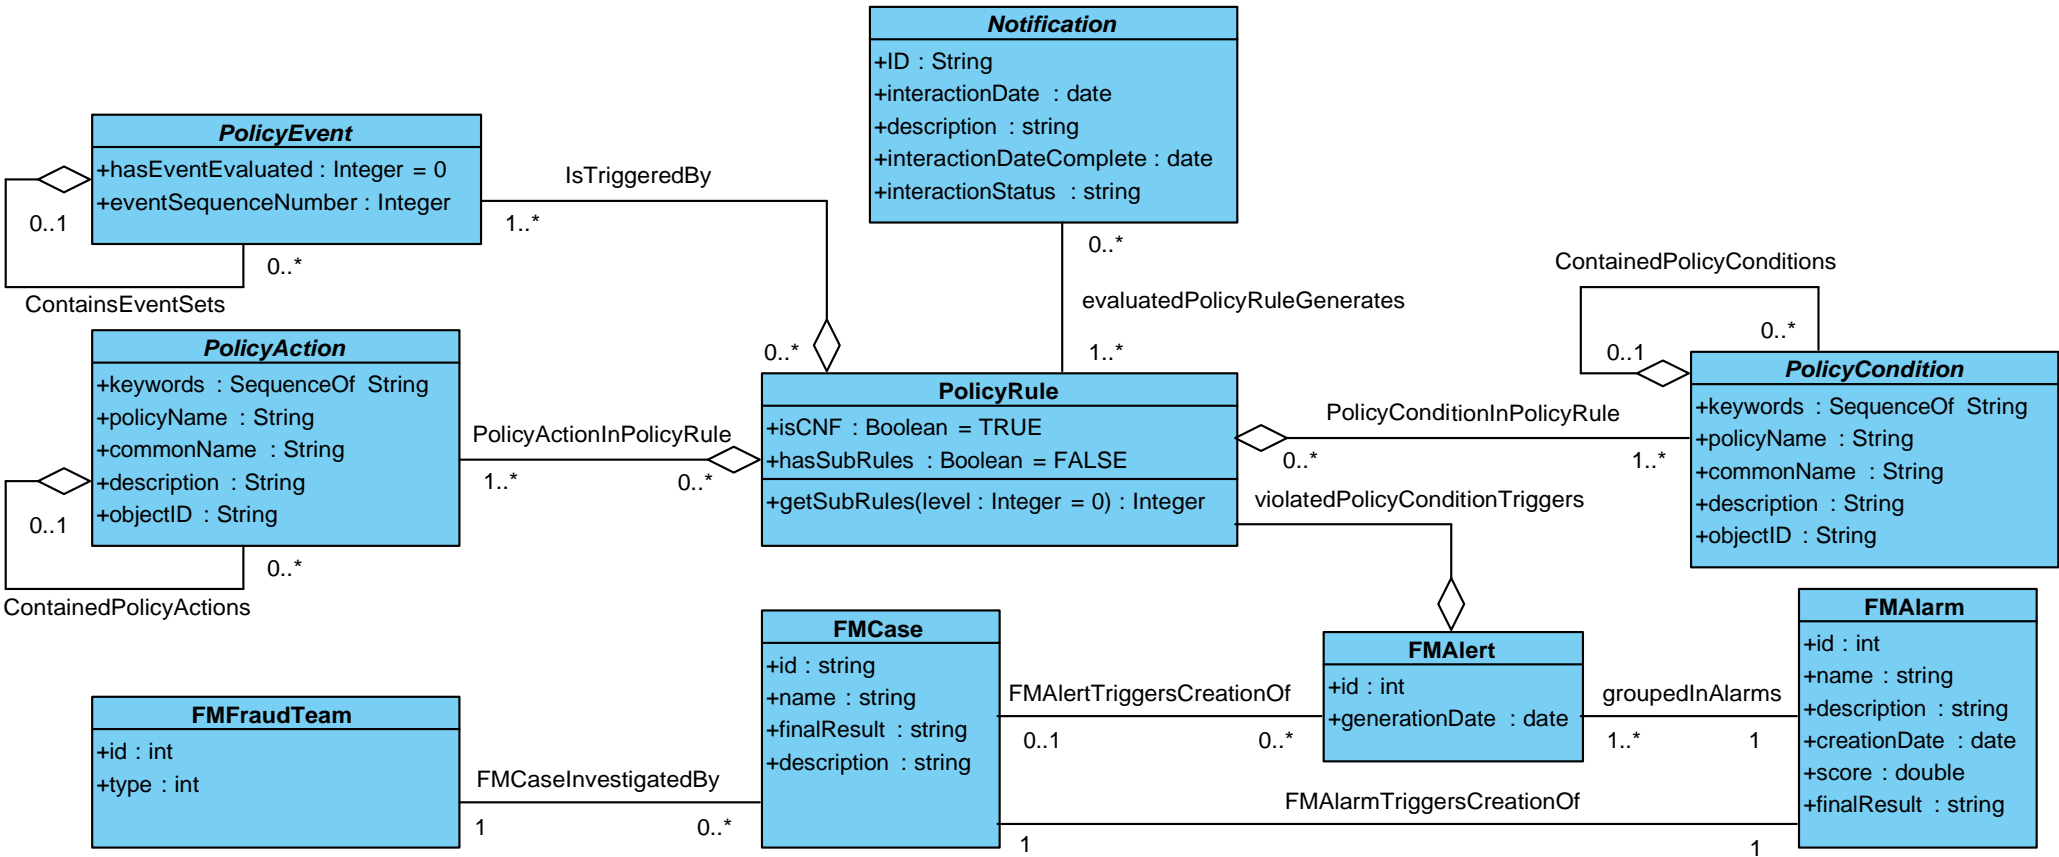 Notification
+ID : String
+interactionDate : date
+description : string
+interactionDateComplete : date
+interactionStatus : string
PolicyEvent
+hasEventEvaluated : Integer = 0
+eventSequenceNumber : Integer
0..1
0..*
ContainsEventSets
IsTriggeredBy
1..*
0..*
0..*
evaluatedPolicyRuleGenerates
1..*
ContainedPolicyConditions
0..*
0..1
PolicyAction
+keywords : SequenceOf String
+policyName : String
+commonName : String
+description : String
+objectID : String
0..1
0..*
ContainedPolicyActions
PolicyActionInPolicyRule
1..*
0..*
PolicyRule
+isCNF : Boolean = TRUE
+hasSubRules : Boolean = FALSE
+getSubRules(level : Integer = 0) : Integer
PolicyConditionInPolicyRule
0..*
1..*
violatedPolicyConditionTriggers
PolicyCondition
+keywords : SequenceOf String
+policyName : String
+commonName : String
+description : String
+objectID : String
FMFraudTeam
+id : int
+type : int
FMCaseInvestigatedBy
1
0..*
FMCase
+id : string
+name : string
+finalResult : string
+description : string
FMAlertTriggersCreationOf
0..1
0..*
FMAlert
+id : int
+generationDate : date
groupedInAlarms
1..*
1
FMAlarmTriggersCreationOf
1
1
FMAlarm
+id : int
+name : string
+description : string
+creationDate : date
+score : double
+finalResult : string